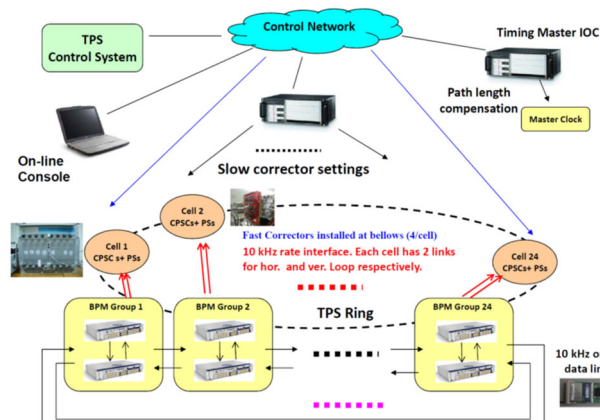 Control Network
TPS
Control System
Timing Master IOC
Path length
compensation
Master Clock
On-line
Console
Slow corrector settings
Cell 2
CPSCs+ PSs
Fast Correctors installed at bellows (4/cell)
Cell 1
CPSC s+ PSs
10 kHz rate interface. Each cell has 2 links
for hor. and ver. Loop respectively.
Cell 24
CPSCs+ PSs
BPM Group 1
BPM Group 2
TPS Ring
BPM Group 24
10 kHz o
data lin